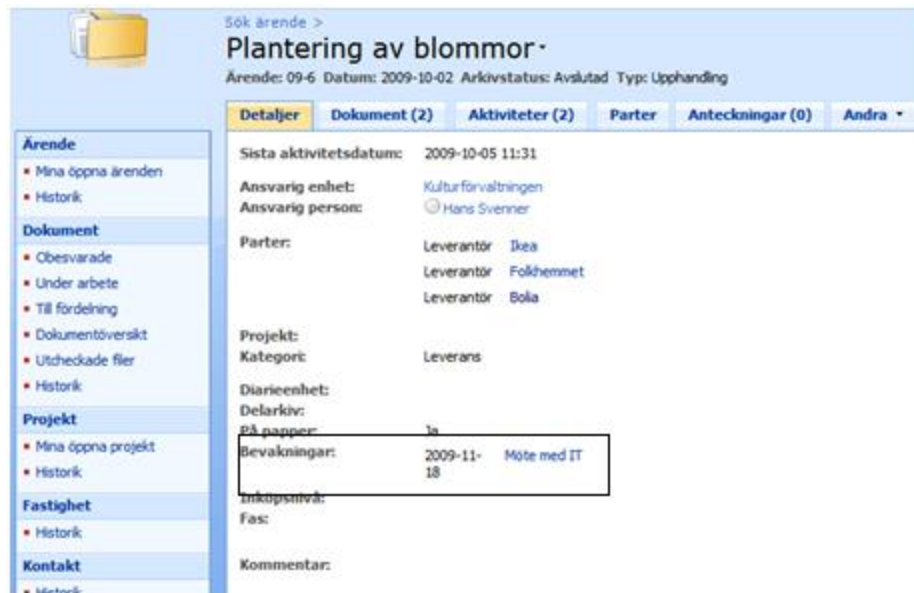 Sök ärende >
Plantering av blommor
Ärende: 09-6 Datum: 2009-10-02 Arkivstatus: Avslutad Typ: Upphandling
Detaljer Dokument (2) Aktiviteter (2) Parter Anteckningar (0) Andra
Ärende
Mina öppna ärenden
Historik
Dokument
Obesvarade
Under arbete
Till fördelning
Dokumentöversikt
Utcheckade filer
Historik
Projekt
Mina öppna projekt
Historik
Fastighet
Historik
Kontakt
Historik
Sista aktivitetsdatum: 2009-10-05 11:31
Ansvarig enhet: Kulturförvaltningen
Ansvarig person: Hans Svenner
Parter: Leverantör Ikea
Leverantör Folkhemmet
Leverantör Bolia
Projekt:
Kategori: Leverans
Diarieenhet:
Delarkiv:
På papper: Ja
Bevakningar: 2009-11- Möte med IT
18
Inköpsnivå:
Fas:
Kommentar: